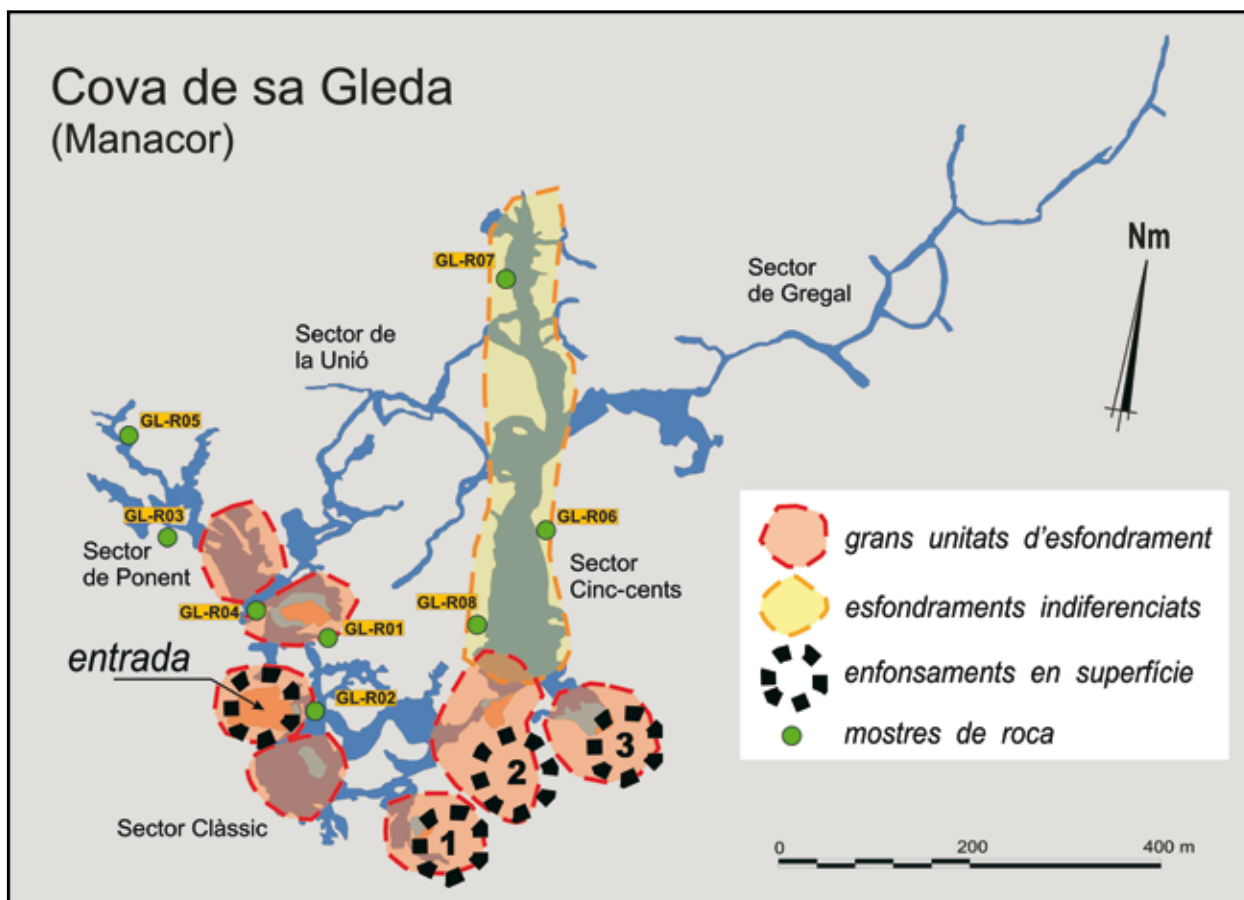 Cova de sa Gleda
(Manacor)
Nm
GL-R07
Sector
de Gregal
Sector de
la Unió
GL-R05
GL-R03
Sector
de Ponent
GL-R06
Sector
Cinc-cents
GL-R04
GL-R08
GL-R01
entrada
GL-R02
3
2
1
Sector Clàssic
grans unitats d'esfondrament
esfondraments indiferenciats
enfonsaments en superfície
mostres de roca
0 200 400 m